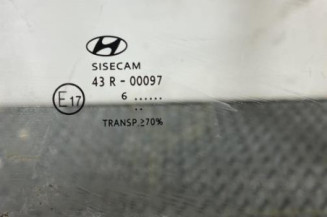 SISECAM
43 R - 00097
6 ......
..
E17
TRANSP.≥70%